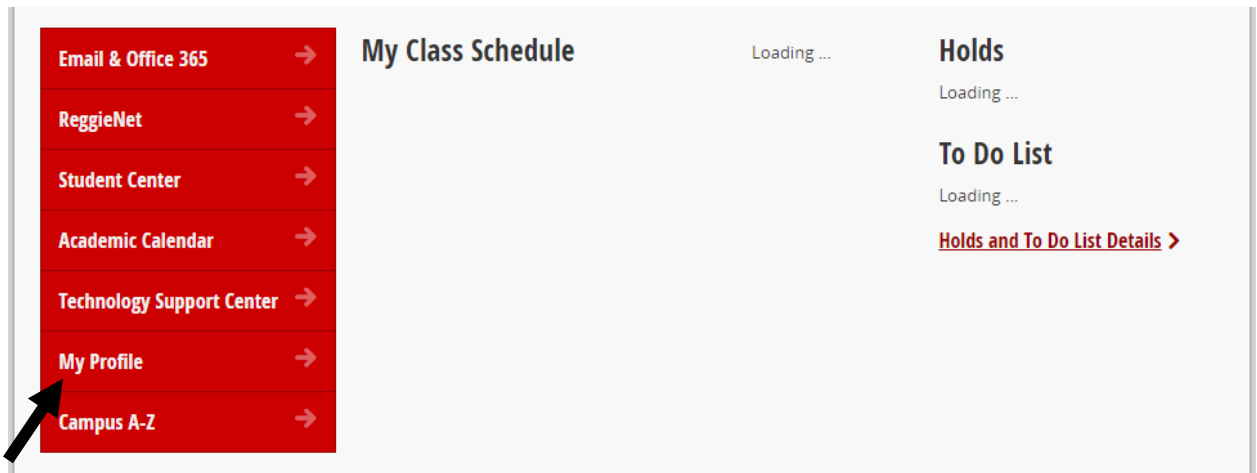 Email & Office 365
ReggieNet
Student Center
Academic Calendar
Technology Support Center
My Profile
Campus A-Z
My Class Schedule
Loading ...
Holds
Loading ...
To Do List
Loading ...
Holds and To Do List Details